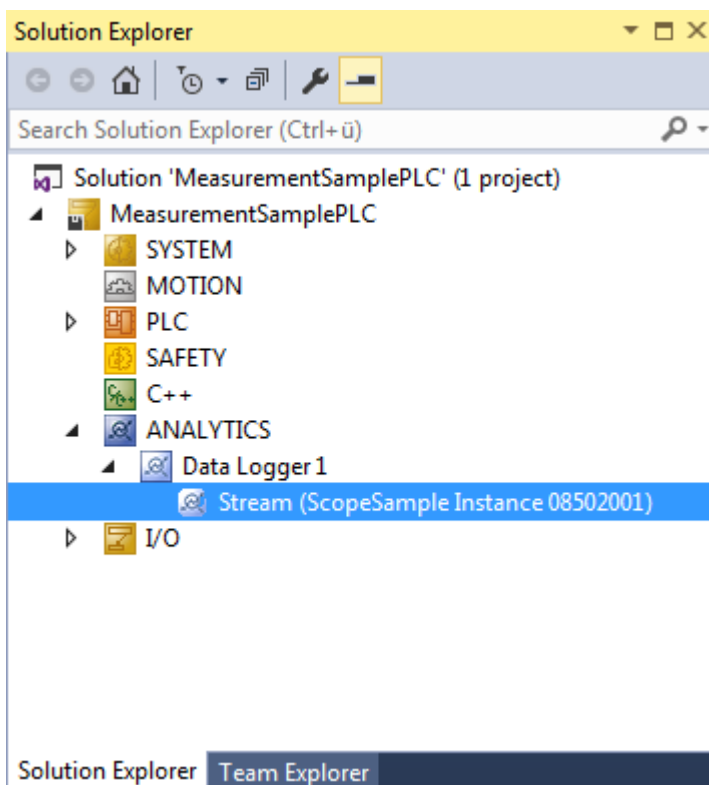 Solution Explorer
Search Solution Explorer (Ctrl+ü)
Solution 'MeasurementSamplePLC' (1 project)
MeasurementSamplePLC
SYSTEM
MOTION
PLC
SAFETY
C++
ANALYTICS
Data Logger 1
Stream (ScopeSample Instance 08502001)
I/O
Solution Explorer Team Explorer